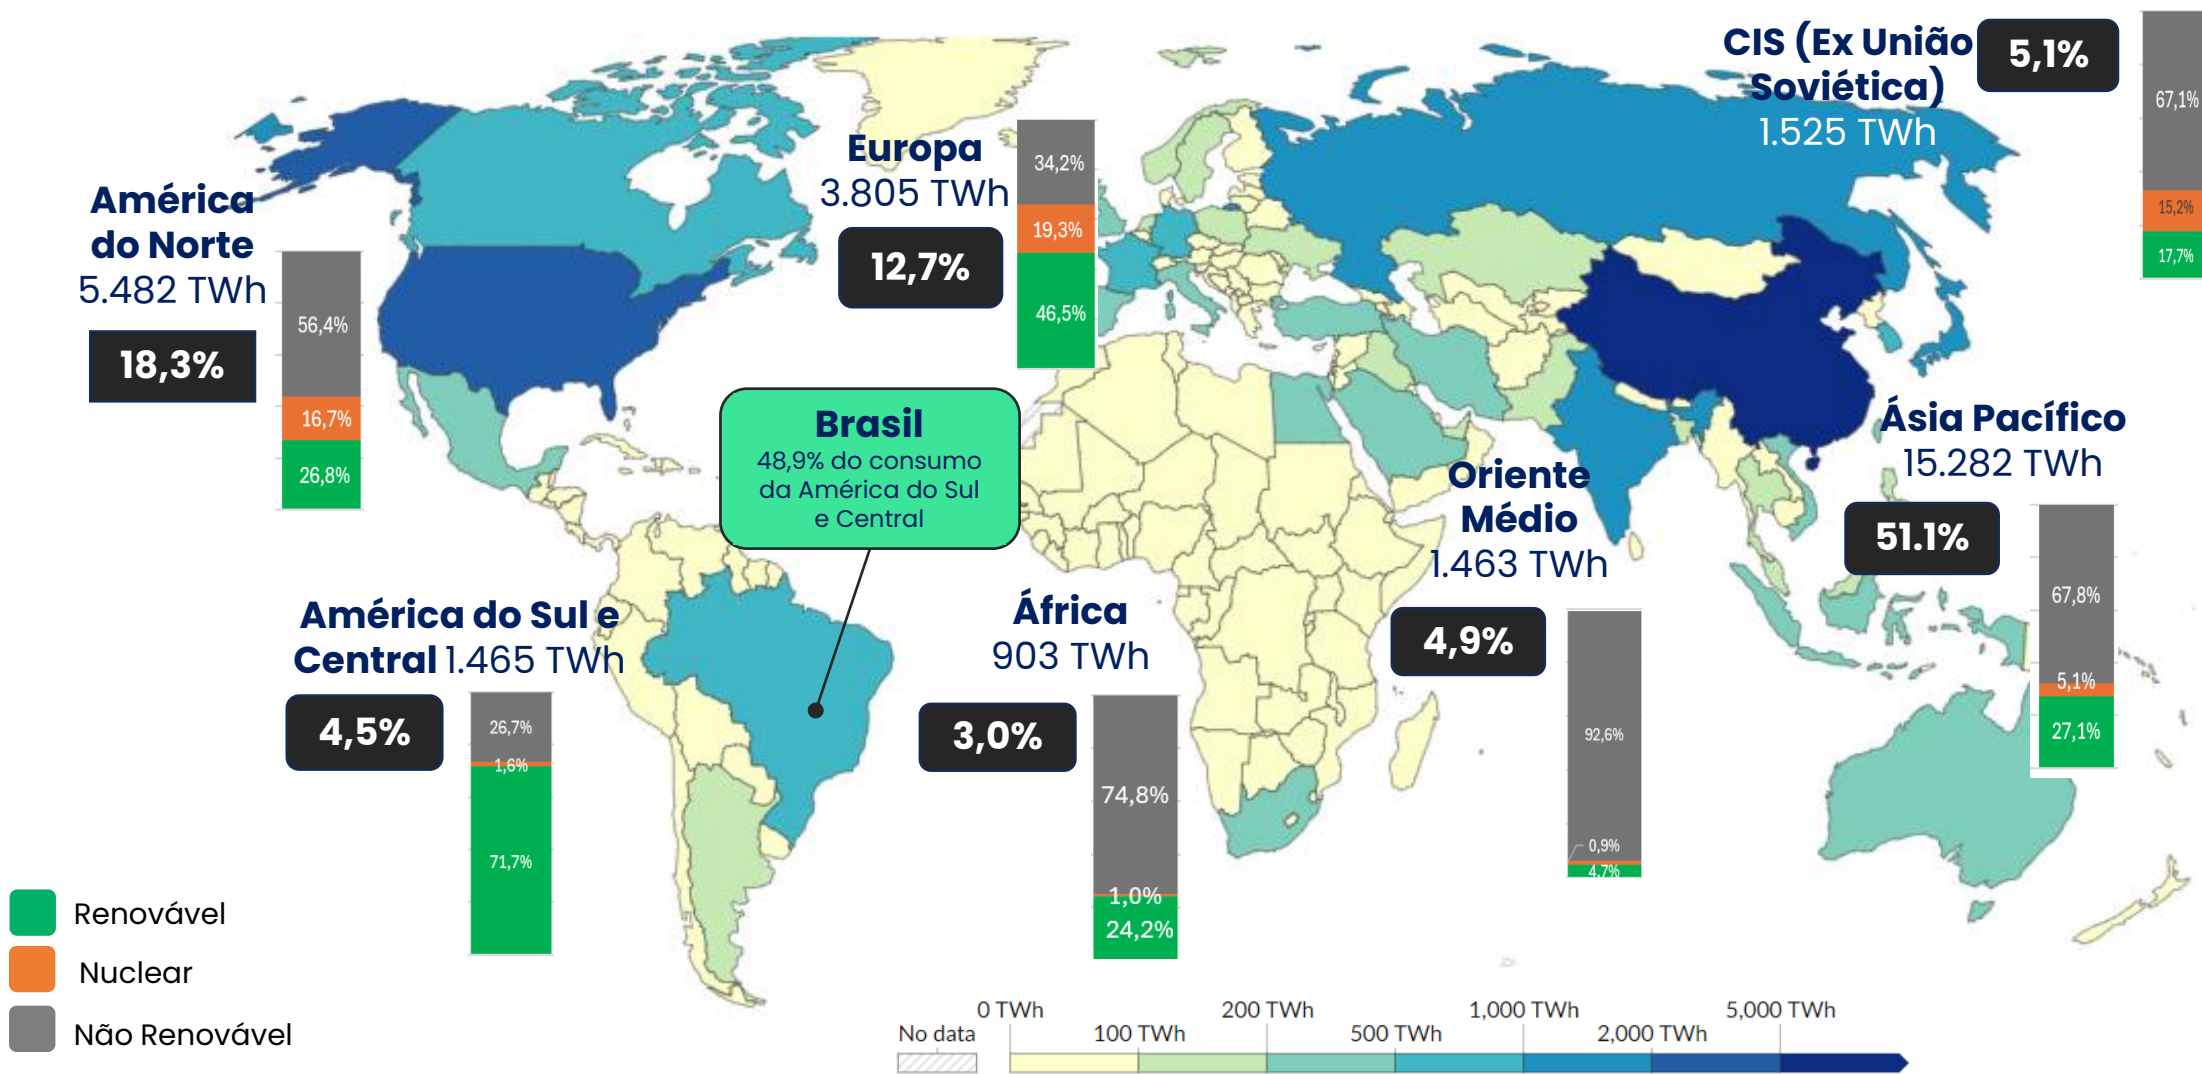 CIS (Ex União
Soviética)
1.525 TWh
5,1%
67,1%
15,2%
17,7%
Europa
3.805 TWh
12,7%
34,2%
19,3%
46,5%
América
do Norte
5.482 TWh
18,3%
56,4%
16,7%
26,8%
Brasil
48,9% do consumo
da América do Sul
e Central
Ásia Pacífico
15.282 TWh
51.1%
67,8%
5,1%
27,1%
Oriente
Médio
1.463 TWh
4,9%
92,6%
0,9%
4,7%
América do Sul e
Central 1.465 TWh
4,5%
26,7%
1,6%
71,7%
África
903 TWh
3,0%
74,8%
1,0%
24,2%
Renovável
Nuclear
Não Renovável
No data
0 TWh
100 TWh
200 TWh
500 TWh
1,000 TWh
2,000 TWh
5,000 TWh